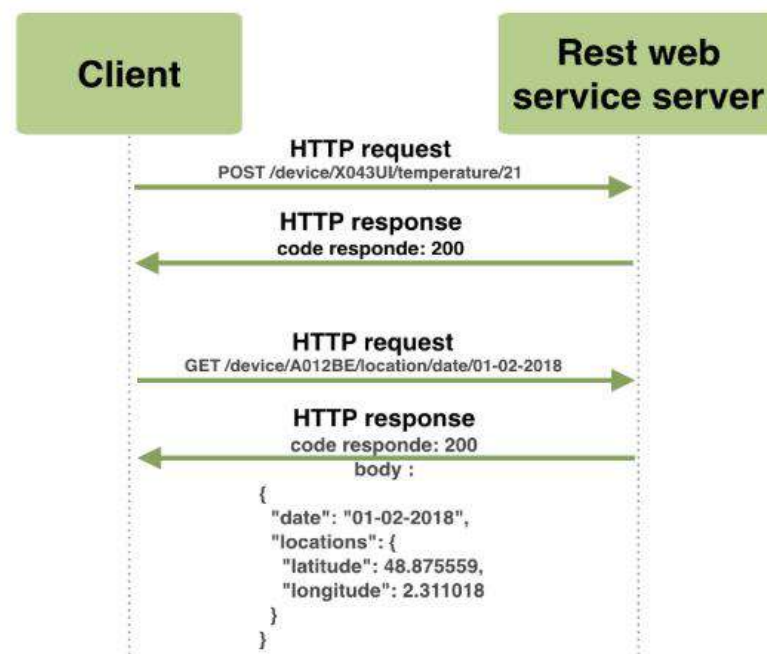 Client
Rest web
service server
HTTP request
POST /device/X043UI/temperature/21
HTTP response
code responde: 200
HTTP request
GET /device/A012BE/location/date/01-02-2018
HTTP response
code responde: 200
body :
{
"date": "01-02-2018",
"locations": {
"latitude": 48.875559,
"longitude": 2.311018
}
}